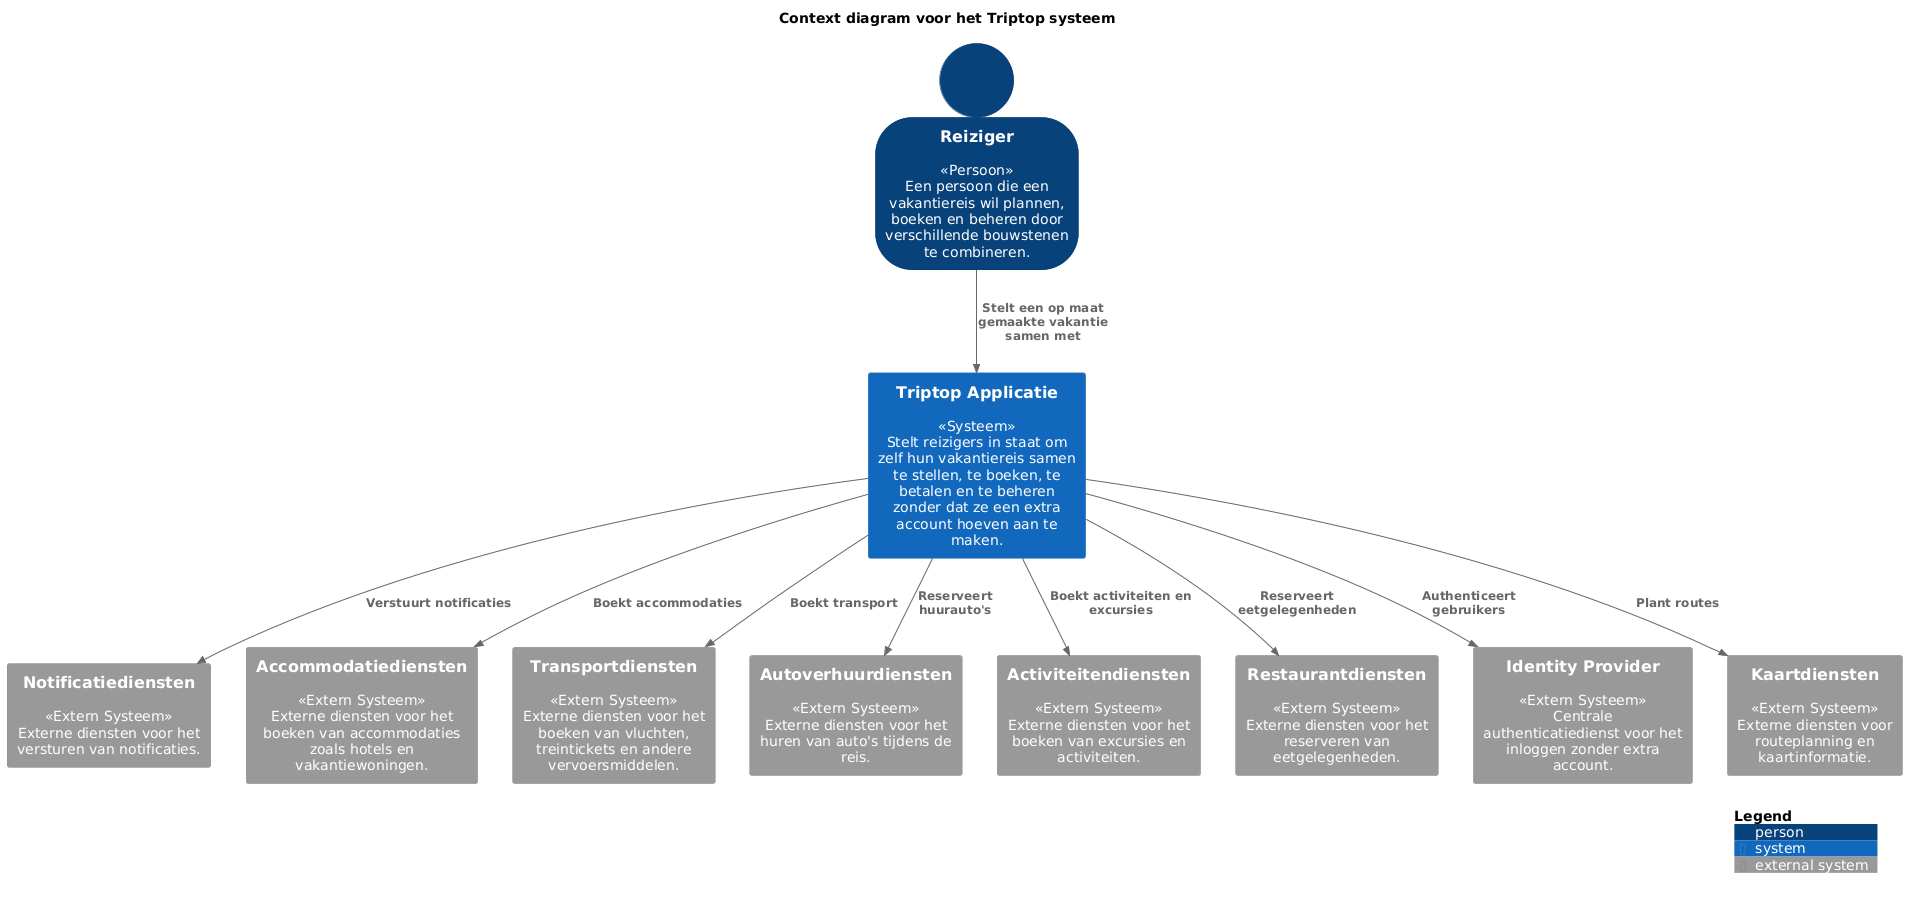 Context diagram voor het Triptop systeem
Reiziger
«Persoon»
Een persoon die een
vakantiereis wil plannen,
boeken en beheren door
verschillende bouwstenen
te combineren.
Stelt een op maat
gemaakte vakantie
samen met
Triptop Applicatie
«Systeem»
Stelt reizigers in staat om
zelf hun vakantiereis samen
te stellen, te boeken, te
betalen en te beheren
zonder dat ze een extra
account hoeven aan te
maken.
Verstuurt notificaties
Boekt accommodaties
Boekt transport
Reserveert
huurauto's
Boekt activiteiten en
excursies
Reserveert
eetgelegenheden
Authenticeert
gebruikers
Plant routes
Notificatiediensten
«Extern Systeem»
Externe diensten voor het
versturen van notificaties.
Accommodatiediensten
«Extern Systeem»
Externe diensten voor het
boeken van accommodaties
zoals hotels en
vakantiewoningen.
Transportdiensten
«Extern Systeem»
Externe diensten voor het
boeken van vluchten,
treintickets en andere
vervoersmiddelen.
Autoverhuurdiensten
«Extern Systeem»
Externe diensten voor het
huren van auto's tijdens de
reis.
Activiteitendiensten
«Extern Systeem»
Externe diensten voor het
boeken van excursies en
activiteiten.
Restaurantdiensten
«Extern Systeem»
Externe diensten voor het
reserveren van
eetgelegenheden.
Identity Provider
«Extern Systeem»
Centrale
authenticatiedienst voor het
inloggen zonder extra
account.
Kaartdiensten
«Extern Systeem»
Externe diensten voor
routeplanning en
kaartinformatie.
Legend
person
system
external system